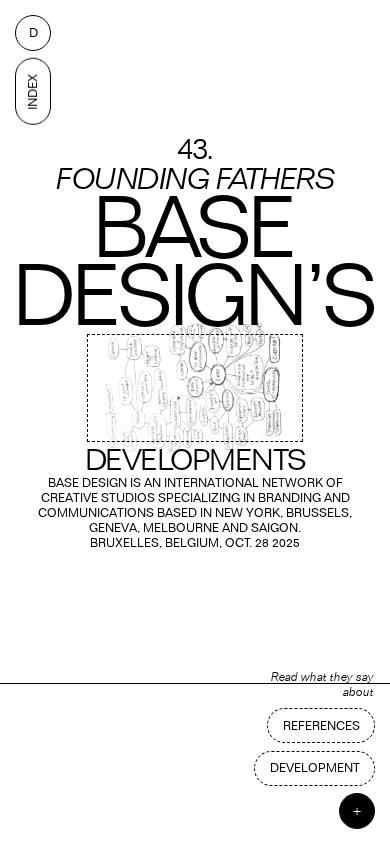 D
INDEX
43.
FOUNDING FATHERS
BASE
DESIGN'S
DEVELOPMENTS
BASE DESIGN IS AN INTERNATIONAL NETWORK OF
CREATIVE STUDIOS SPECIALIZING IN BRANDING AND
COMMUNICATIONS BASED IN NEW YORK, BRUSSELS,
GENEVA, MELBOURNE AND SAIGON.
BRUXELLES, BELGIUM, OCT. 28 2025
Read what they say
about
REFERENCES
DEVELOPMENT
+